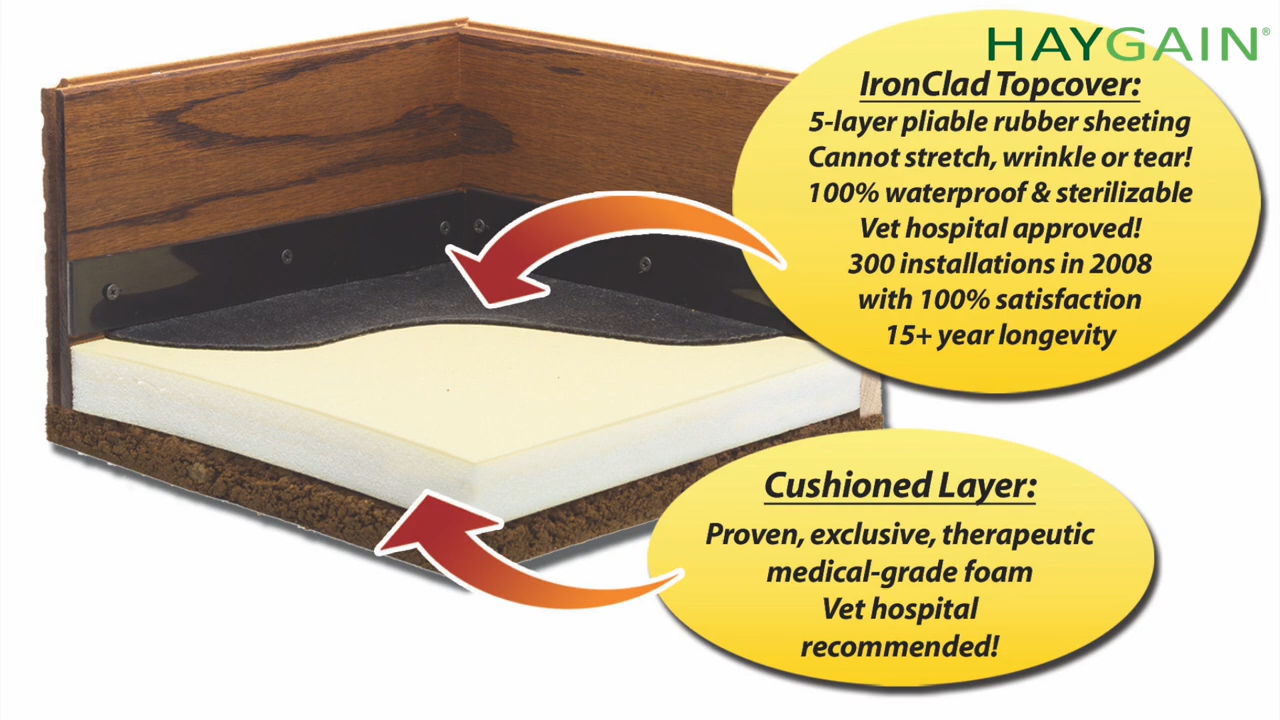 HAYGAIN®
IronClad Topcover:
5-layer pliable rubber sheeting
Cannot stretch, wrinkle or tear!
100% waterproof & sterilizable
Vet hospital approved!
300 installations in 2008
with 100% satisfaction
15+ year longevity
Cushioned Layer:
Proven, exclusive, therapeutic
medical-grade foam
Vet hospital
recommended!